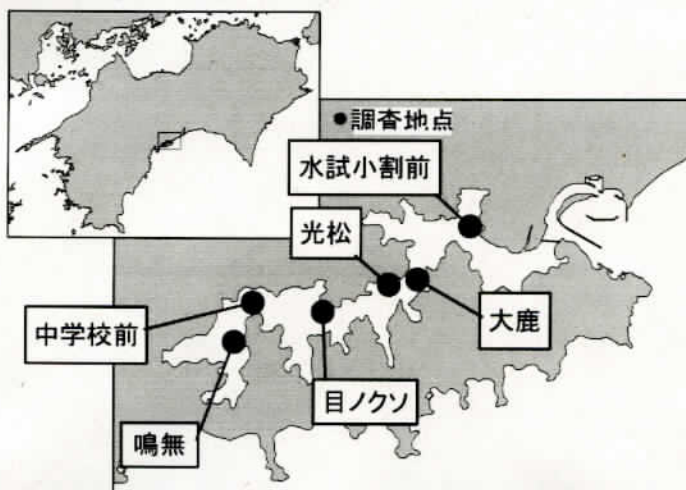 ●調査地点
水試小割前
光松
大鹿
中学校前
目ノクソ
鳴無